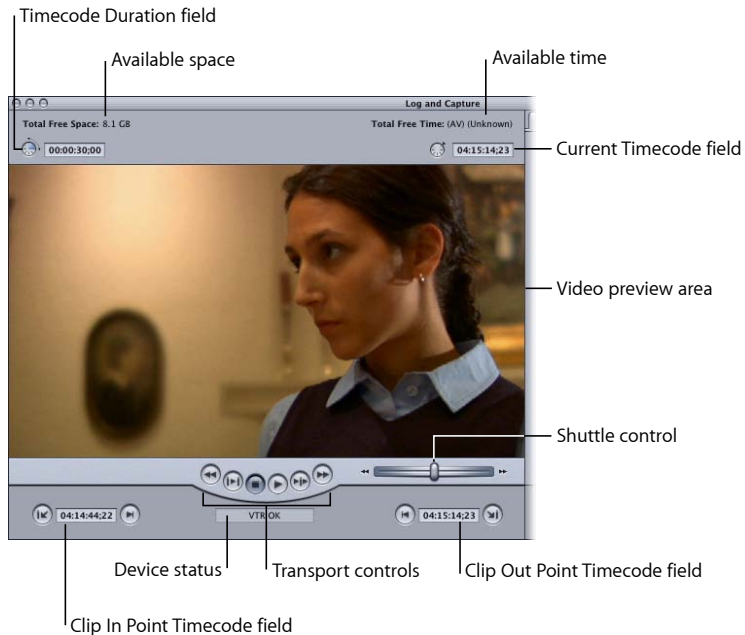 Timecode Duration field
Available space
Available time
Log and Capture
Total Free Space: 8.1 GB
Total Free Time: (AV) (Unknown)
00:00:30;00
04:15:14;23
Current Timecode field
Video preview area
Shuttle control
04:14:44;22
VTR OK
04:15:14;23
Device status
Transport controls
Clip Out Point Timecode field
Clip In Point Timecode field